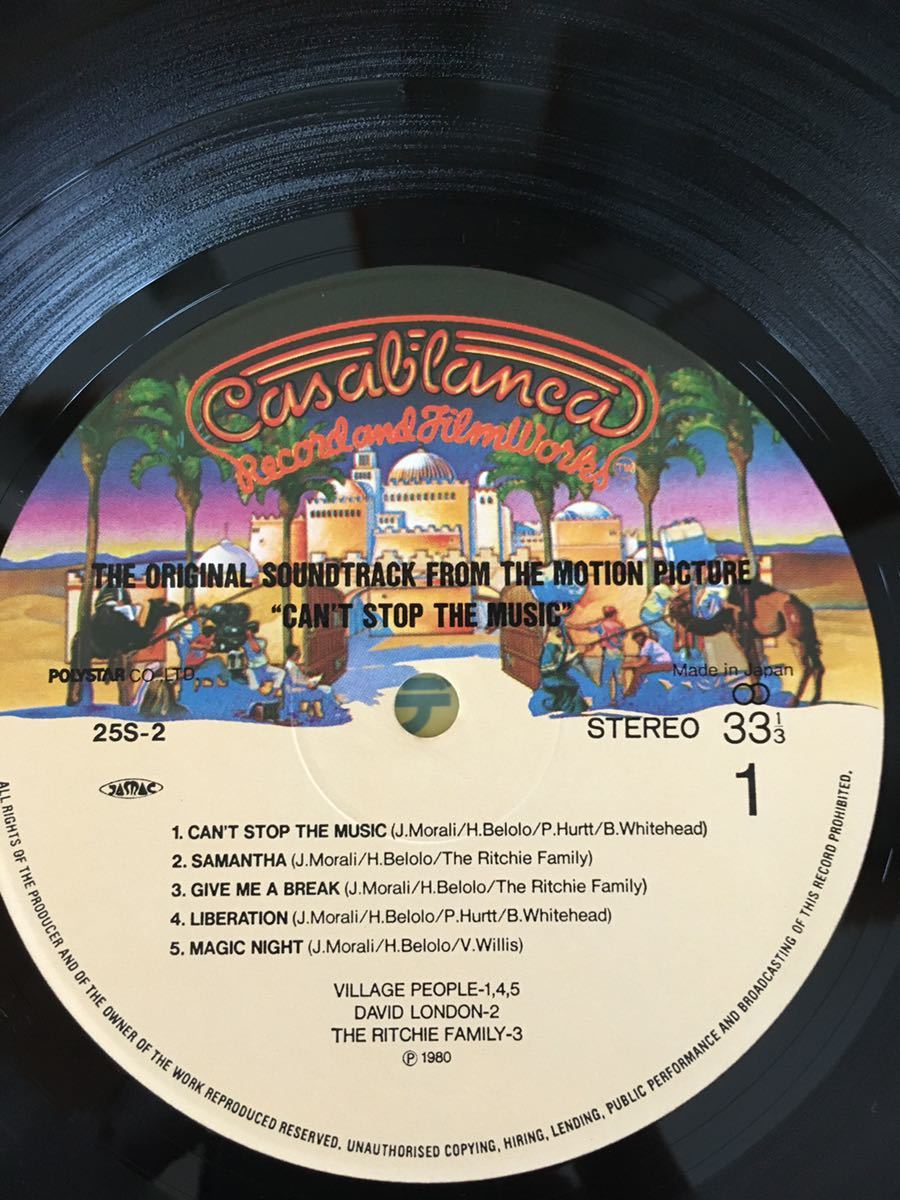 Casablanca
Record and FilmWorks™
THE ORIGINAL SOUNDTRACK FROM THE MOTION PICTURE
"CAN'T STOP THE MUSIC"
POLYSTAR CO., LTD.
Made in Japan
25S-2
テ
STEREO 33 1/3
JASRAC
1
1. CAN'T STOP THE MUSIC (J.Morali/H.Belolo/P.Hurtt/B.Whitehead)
2. SAMANTHA (J.Morali/H.Belolo/The Ritchie Family)
3. GIVE ME A BREAK (J.Morali/H.Belolo/The Ritchie Family)
4. LIBERATION (J.Morali/H.Belolo/P.Hurtt/B.Whitehead)
5. MAGIC NIGHT (J.Morali/H.Belolo/V.Willis)
VILLAGE PEOPLE-1,4,5
DAVID LONDON-2
THE RITCHIE FAMILY-3
℗ 1980
ALL RIGHTS OF THE PRODUCER AND OF THE OWNER OF THE WORK REPRODUCED RESERVED. UNAUTHORISED COPYING, HIRING, LENDING, PUBLIC PERFORMANCE AND BROADCASTING OF THIS RECORD PROHIBITED.